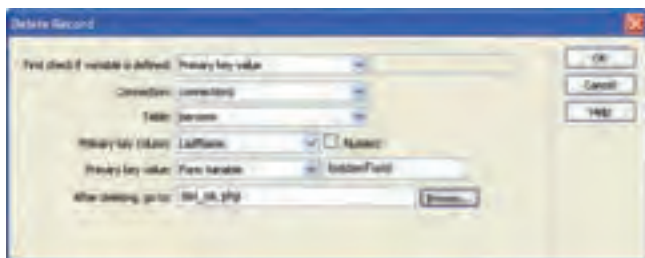 Delete Record
First check if variable is defined: Primary key value
OK
Connection: connection1
Cancel
Table: persons
Help
Primary key column: LastName Numeric
Primary key value: Form Variable hiddenField
After deleting, go to: del_ok.php Browse...